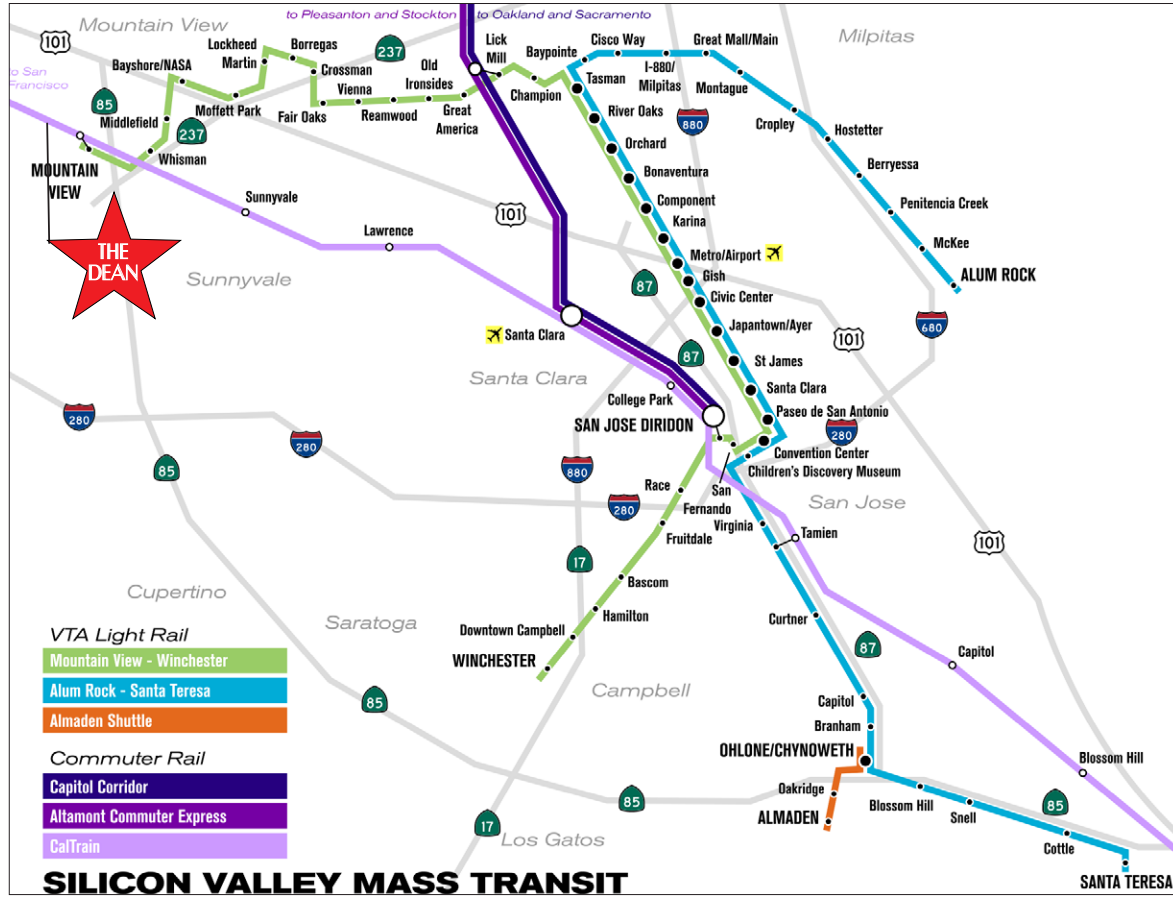 to Pleasanton and Stockton
to Oakland and Sacramento
Mountain View
101
Lockheed
Martin
Borregas
237
Lick
Mill
Baypointe
Cisco Way
Great Mall/Main
Milpitas
to San
Francisco
Bayshore/NASA
Crossman
Vienna
Old
Ironsides
Tasman
I-880/
Milpitas
Montague
85
Moffett Park
Fair Oaks
Reamwood
Great
America
Champion
River Oaks
880
Cropley
Hostetter
Middlefield
237
Whisman
MOUNTAIN
VIEW
Orchard
Berryessa
Bonaventura
Sunnyvale
Component
Penitencia Creek
101
Karina
Lawrence
THE
DEAN
Metro/Airport
McKee
Sunnyvale
Gish
ALUM ROCK
87
Civic Center
Santa Clara
Japantown/Ayer
680
101
87
St James
Santa Clara
Santa Clara
College Park
280
Paseo de San Antonio
SAN JOSE DIRIDON
280
280
Convention Center
85
880
Children's Discovery Museum
Race
San
Fernando
280
San Jose
Virginia
Tamien
Fruitdale
101
17
Bascom
Cupertino
Hamilton
Curtner
Saratoga
Downtown Campbell
87
Capitol
WINCHESTER
Campbell
85
Capitol
Branham
OHLONE/CHYNOWETH
Blossom Hill
Oakridge
85
Blossom Hill
85
ALMADEN
Snell
17
Los Gatos
Cottle
SANTA TERESA
VTA Light Rail
Mountain View - Winchester
Alum Rock - Santa Teresa
Almaden Shuttle
Commuter Rail
Capitol Corridor
Altamont Commuter Express
CalTrain
SILICON VALLEY MASS TRANSIT